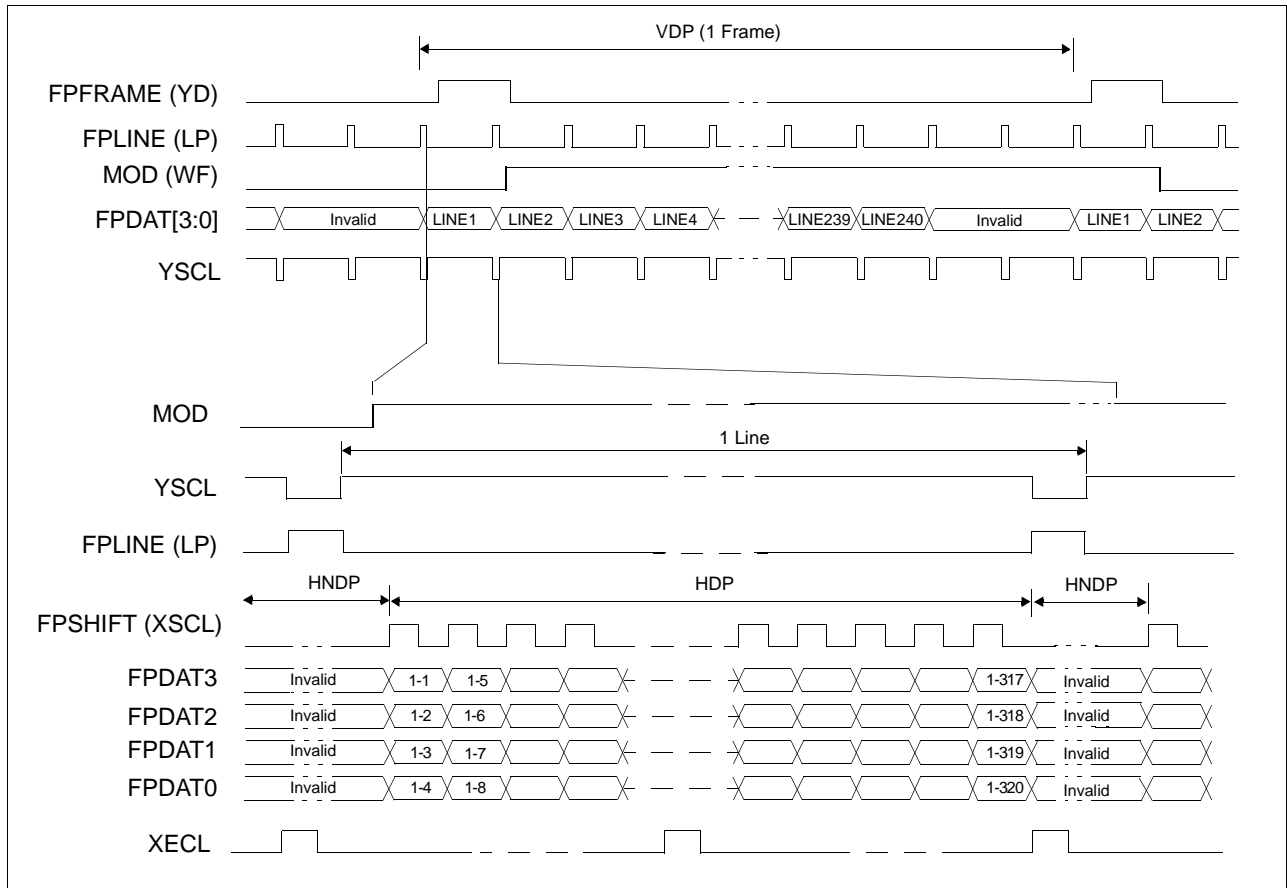 VDP (1 Frame)
FPFRAME (YD)
FPLINE (LP)
MOD (WF)
FPDAT[3:0] Invalid LINE1 LINE2 LINE3 LINE4 LINE239 LINE240 Invalid LINE1 LINE2
YSCL
MOD
1 Line
YSCL
FPLINE (LP)
HNDP HDP HNDP
FPSHIFT (XSCL)
FPDAT3 Invalid 1-1 1-5 1-317 Invalid
FPDAT2 Invalid 1-2 1-6 1-318 Invalid
FPDAT1 Invalid 1-3 1-7 1-319 Invalid
FPDAT0 Invalid 1-4 1-8 1-320 Invalid
XECL